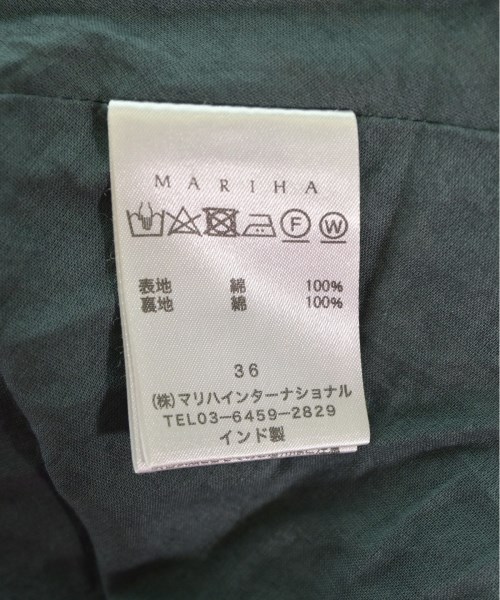 MARIHA
F W
表地 綿 100%
裏地 綿 100%
36
(株)マリハインターナショナル
TEL03-6459-2829
インド製